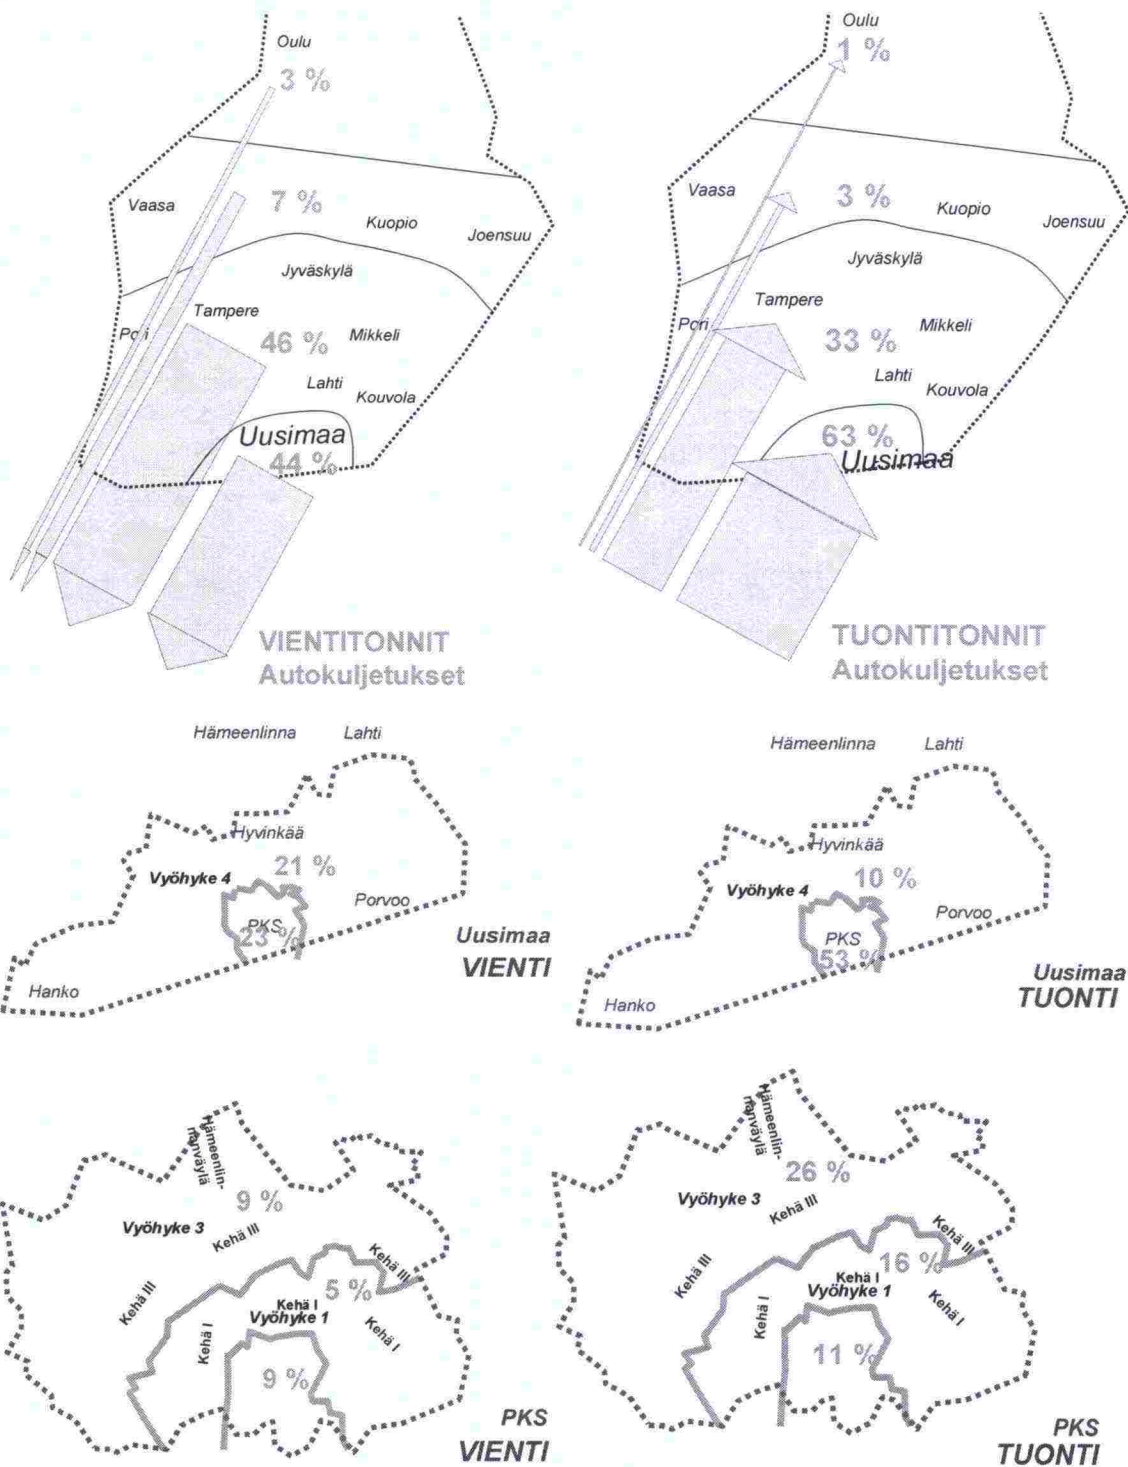 Oulu
3 %
Vaasa
7 %
Kuopio
Joensuu
Jyväskylä
Tampere
Pori
46 %
Mikkeli
Lahti
Kouvola
Uusimaa
44 %
VIENTITONNIT
Autokuljetukset
Oulu
1 %
Vaasa
3 %
Kuopio
Joensuu
Jyväskylä
Tampere
Pori
33 %
Mikkeli
Lahti
Kouvola
63 %
Uusimaa
TUONTITONNIT
Autokuljetukset
Hämeenlinna
Lahti
Hyvinkää
21 %
Vyöhyke 4
Porvoo
PKS
23 %
Hanko
Uusimaa
VIENTI
Hämeenlinna
Lahti
Hyvinkää
10 %
Vyöhyke 4
Porvoo
PKS
53 %
Hanko
Uusimaa
TUONTI
Hämeenlin-
nanväylä
9 %
Vyöhyke 3
Kehä III
Kehä III
Kehä III
5 %
Kehä I
Vyöhyke 1
Kehä I
Kehä I
9 %
PKS
VIENTI
Hämeenlin-
nanväylä
26 %
Vyöhyke 3
Kehä III
Kehä III
Kehä III
16 %
Kehä I
Vyöhyke 1
Kehä I
Kehä I
11 %
PKS
TUONTI